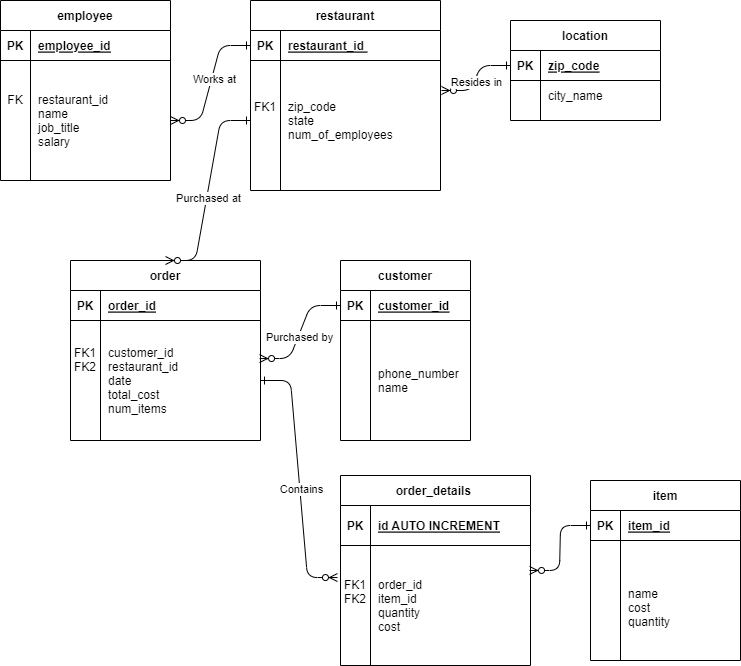 employee
PK employee_id
FK restaurant_id
name
job_title
salary
Works at
restaurant
PK restaurant_id
FK1 zip_code
state
num_of_employees
Resides in
location
PK zip_code
city_name
Purchased at
order
PK order_id
FK1 customer_id
FK2 restaurant_id
date
total_cost
num_items
Purchased by
customer
PK customer_id
phone_number
name
Contains
order_details
PK id AUTO INCREMENT
FK1 order_id
FK2 item_id
quantity
cost
item
PK item_id
name
cost
quantity